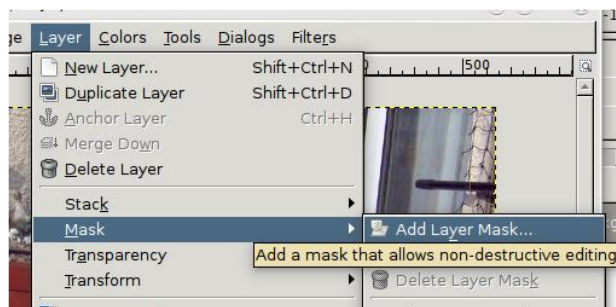 ge Layer Colors Tools Dialogs Filters
500
New Layer... Shift+Ctrl+N
Duplicate Layer Shift+Ctrl+D
Anchor Layer Ctrl+H
Merge Down
Delete Layer
Stack
Mask
Add Layer Mask...
Transparency
Add a mask that allows non-destructive editing
Transform
Delete Layer Mask